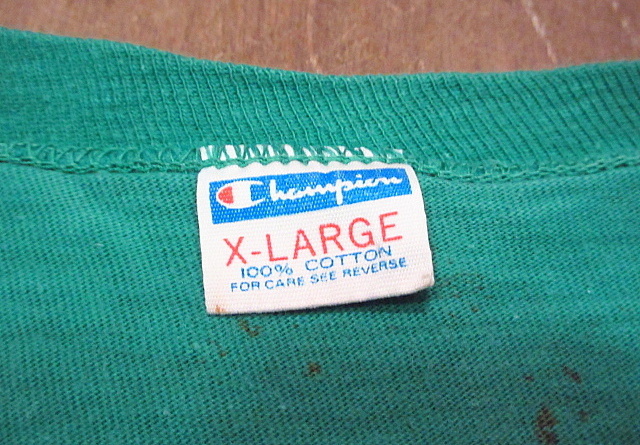 Champion
X-LARGE
100% COTTON
FOR CARE SEE REVERSE